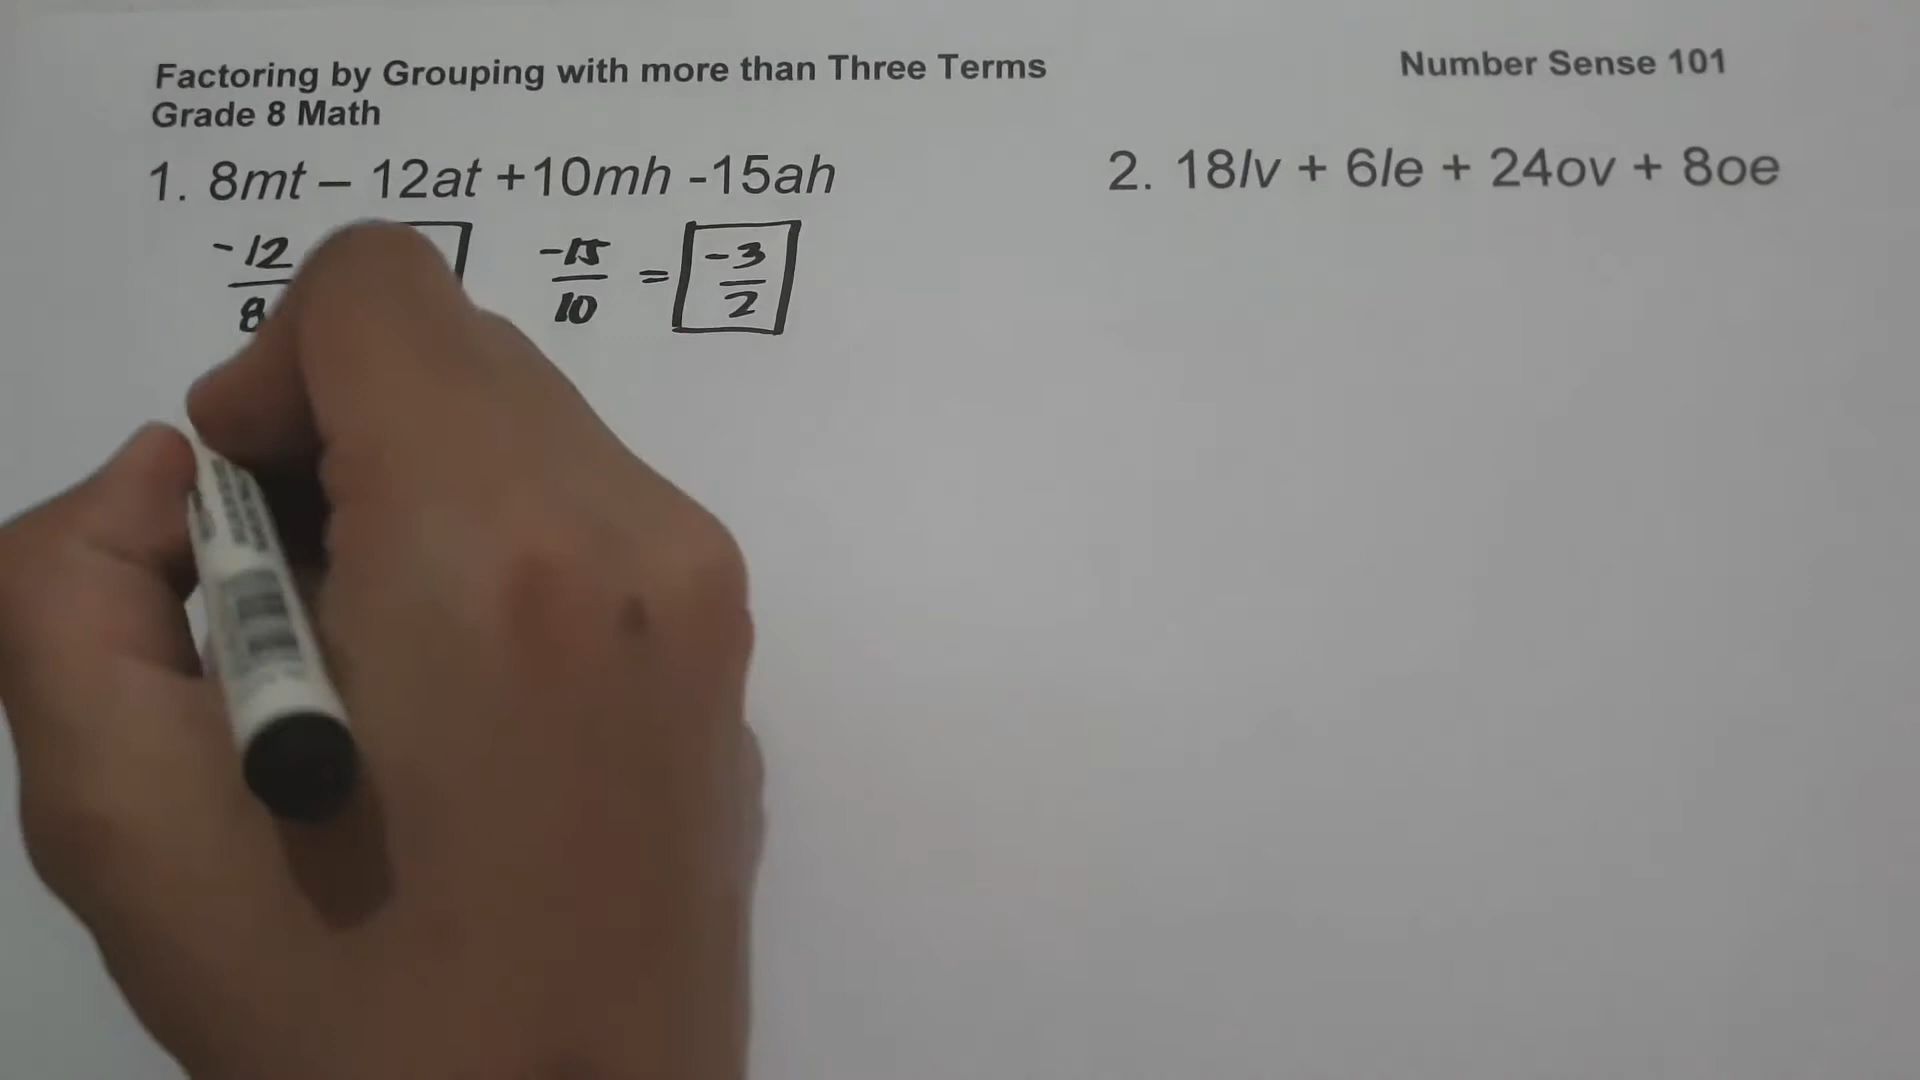 Factoring by Grouping with more than Three Terms
Number Sense 101
Grade 8 Math
1. 8mt – 12at +10mh -15ah
2. 18lv + 6le + 24ov + 8oe
-12
8
-15
10
=
-3
2